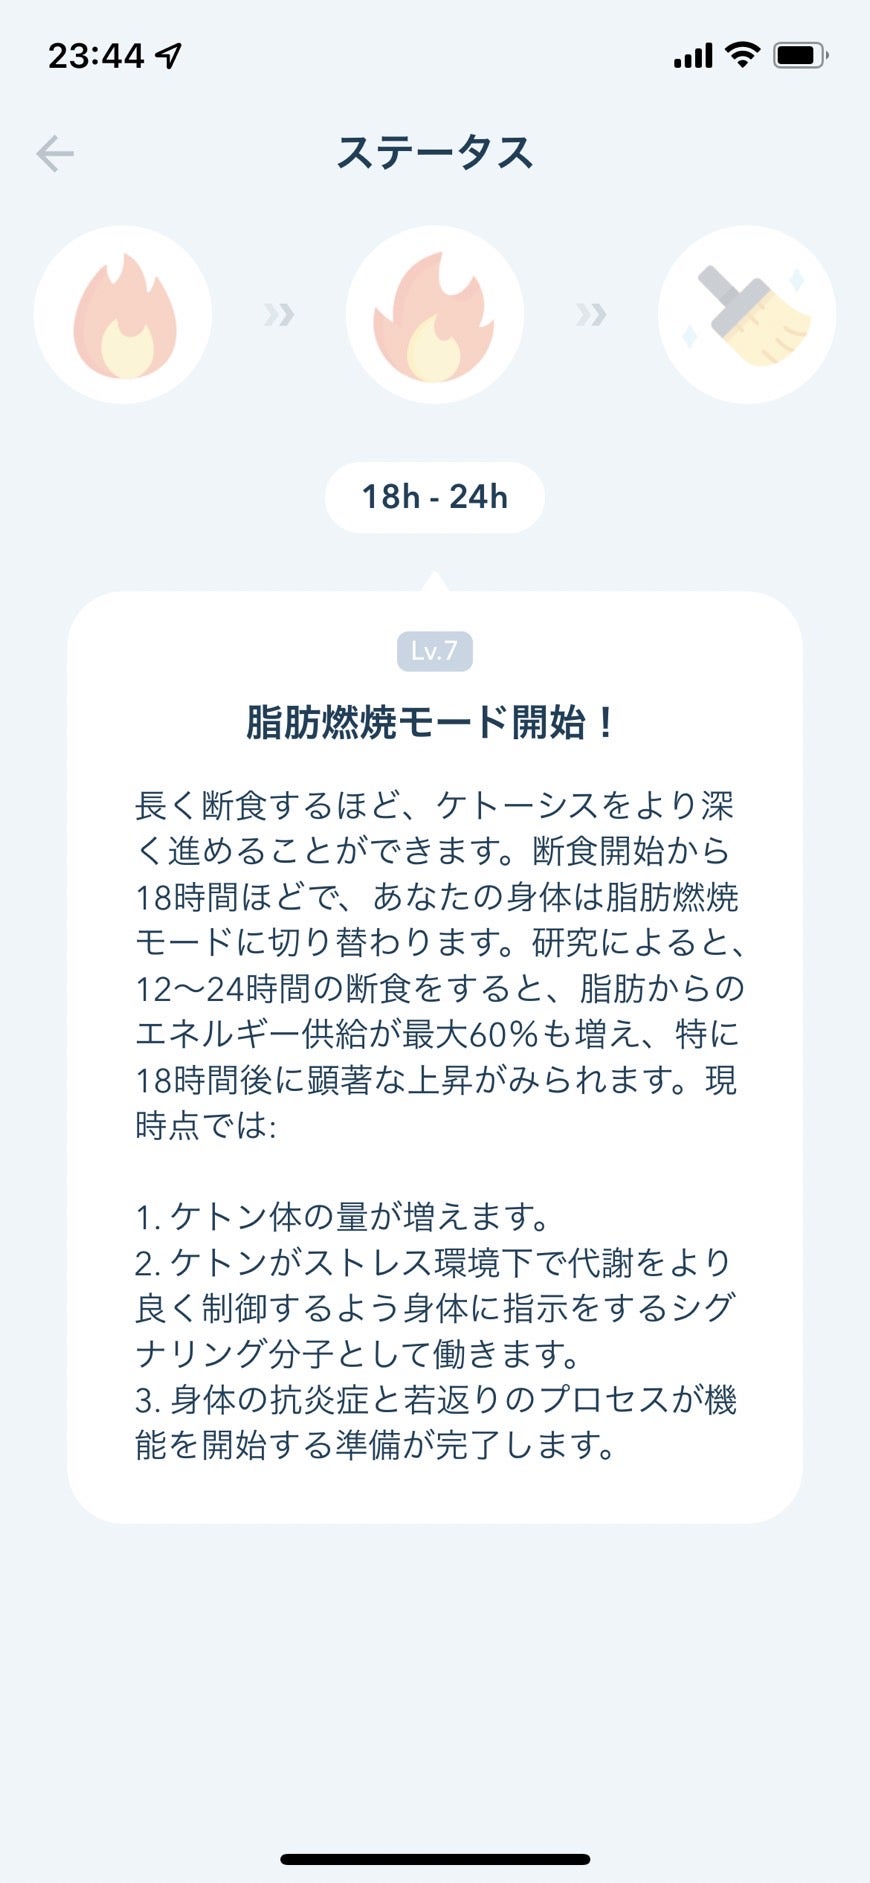 23:44
ステータス
18h - 24h
Lv.7
脂肪燃焼モード開始！
長く断食するほど、ケトーシスをより深
く進めることができます。断食開始から
18時間ほどで、あなたの身体は脂肪燃焼
モードに切り替わります。研究によると、
12〜24時間の断食をすると、脂肪からの
エネルギー供給が最大60％も増え、特に
18時間後に顕著な上昇がみられます。現
時点では:
1. ケトン体の量が増えます。
2. ケトンがストレス環境下で代謝をより
良く制御するよう身体に指示をするシグ
ナリング分子として働きます。
3. 身体の抗炎症と若返りのプロセスが機
能を開始する準備が完了します。